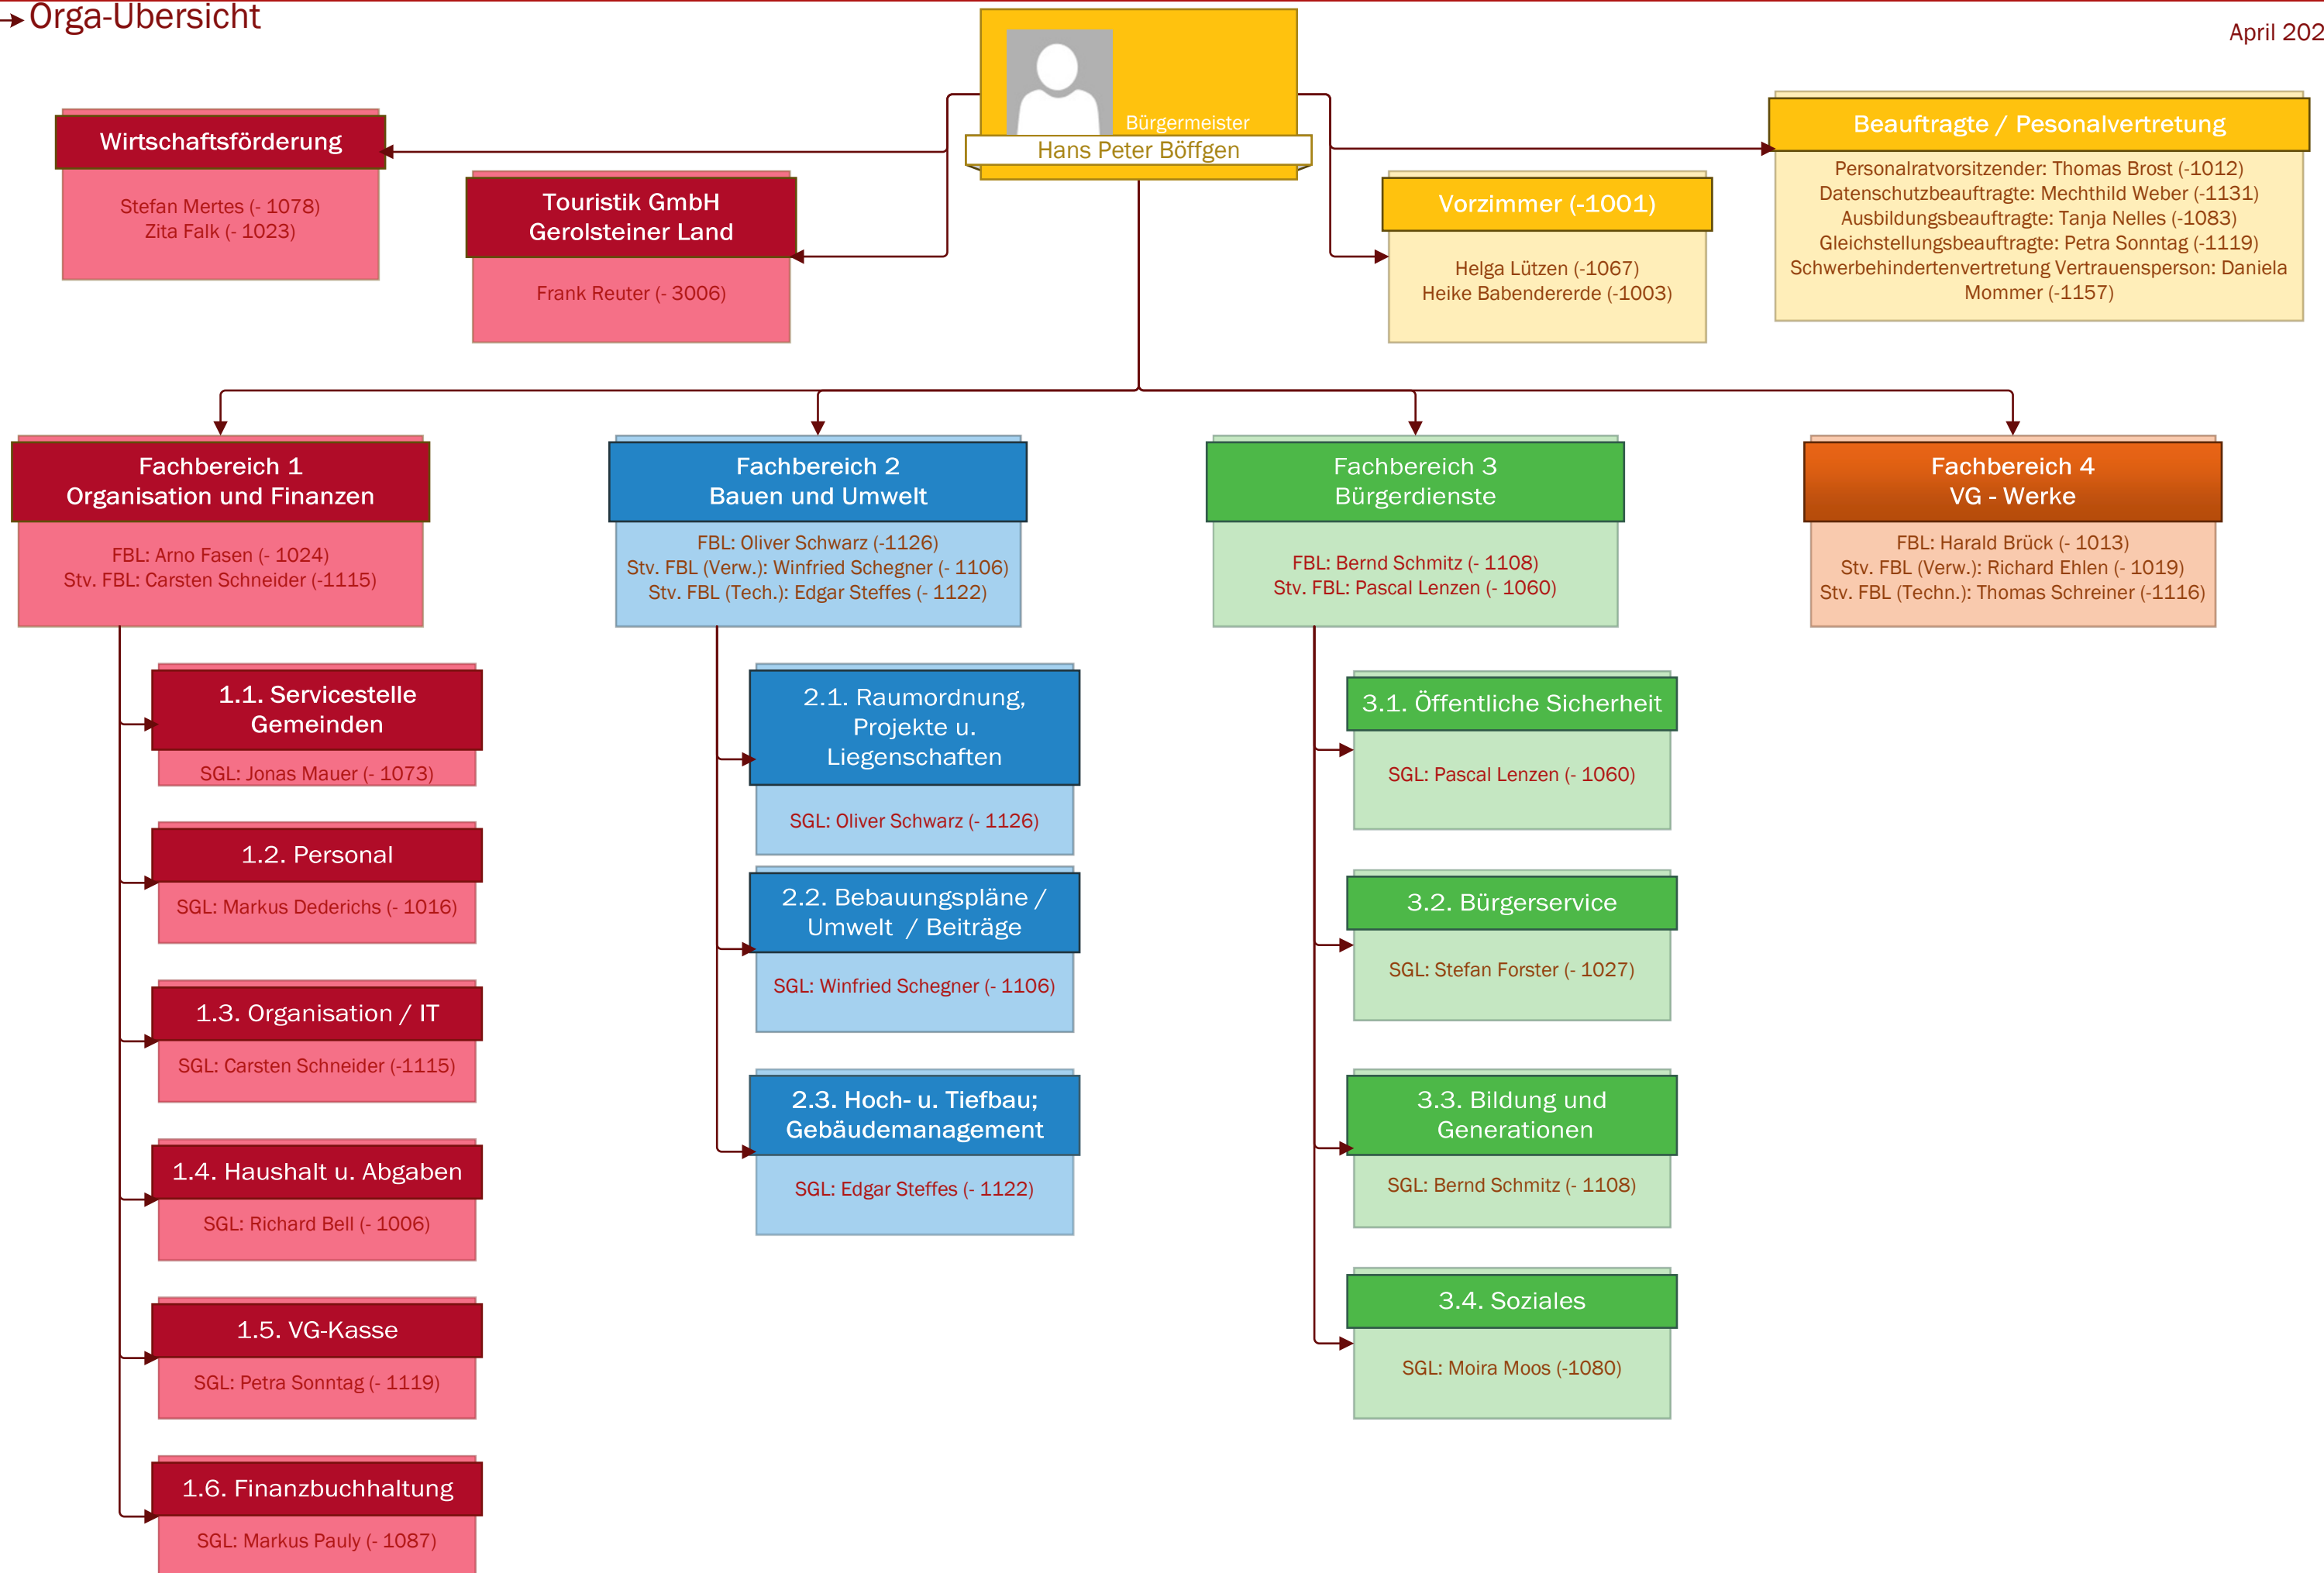 Orga-Übersicht
April 202
Bürgermeister
Hans Peter Böffgen
Wirtschaftsförderung
Stefan Mertes (- 1078)
Zita Falk (- 1023)
Touristik GmbH
Gerolsteiner Land
Frank Reuter (- 3006)
Vorzimmer (-1001)
Helga Lützen (-1067)
Heike Babendererde (-1003)
Beauftragte / Pesonalvertretung
Personalratvorsitzender: Thomas Brost (-1012)
Datenschutzbeauftragte: Mechthild Weber (-1131)
Ausbildungsbeauftragte: Tanja Nelles (-1083)
Gleichstellungsbeauftragte: Petra Sonntag (-1119)
Schwerbehindertenvertretung Vertrauensperson: Daniela
Mommer (-1157)
Fachbereich 1
Organisation und Finanzen
FBL: Arno Fasen (- 1024)
Stv. FBL: Carsten Schneider (-1115)
1.1. Servicestelle
Gemeinden
SGL: Jonas Mauer (- 1073)
1.2. Personal
SGL: Markus Dederichs (- 1016)
1.3. Organisation / IT
SGL: Carsten Schneider (-1115)
1.4. Haushalt u. Abgaben
SGL: Richard Bell (- 1006)
1.5. VG-Kasse
SGL: Petra Sonntag (- 1119)
1.6. Finanzbuchhaltung
SGL: Markus Pauly (- 1087)
Fachbereich 2
Bauen und Umwelt
FBL: Oliver Schwarz (-1126)
Stv. FBL (Verw.): Winfried Schegner (- 1106)
Stv. FBL (Tech.): Edgar Steffes (- 1122)
2.1. Raumordnung,
Projekte u.
Liegenschaften
SGL: Oliver Schwarz (- 1126)
2.2. Bebauungspläne /
Umwelt / Beiträge
SGL: Winfried Schegner (- 1106)
2.3. Hoch- u. Tiefbau;
Gebäudemanagement
SGL: Edgar Steffes (- 1122)
Fachbereich 3
Bürgerdienste
FBL: Bernd Schmitz (- 1108)
Stv. FBL: Pascal Lenzen (- 1060)
3.1. Öffentliche Sicherheit
SGL: Pascal Lenzen (- 1060)
3.2. Bürgerservice
SGL: Stefan Forster (- 1027)
3.3. Bildung und
Generationen
SGL: Bernd Schmitz (- 1108)
3.4. Soziales
SGL: Moira Moos (-1080)
Fachbereich 4
VG - Werke
FBL: Harald Brück (- 1013)
Stv. FBL (Verw.): Richard Ehlen (- 1019)
Stv. FBL (Techn.): Thomas Schreiner (-1116)